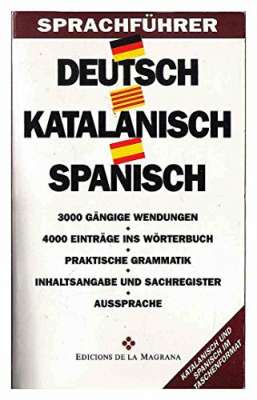 SPRACHFÜHRER
DEUTSCH
KATALANISCH
SPANISCH
3000 GÄNGIGE WENDUNGEN
4000 EINTRÄGE INS WÖRTERBUCH
PRAKTISCHE GRAMMATIK
INHALTSANGABE UND SACHREGISTER
AUSSPRACHE
EDICIONS DE LA MAGRANA
KATALANISCH UND
SPANISCH IM
TASCHENFORMAT